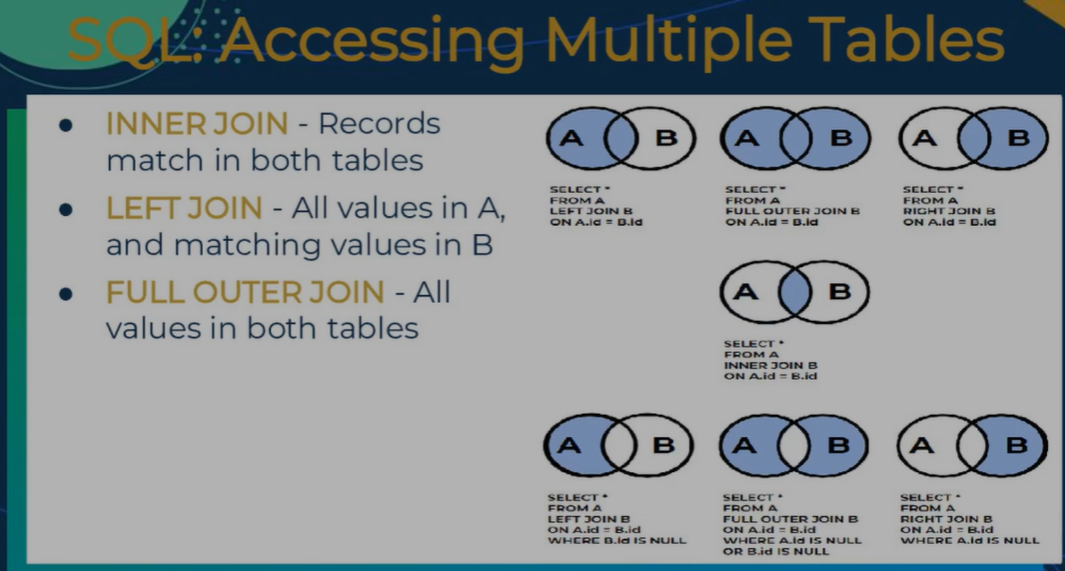 SQL: Accessing Multiple Tables
● INNER JOIN - Records
match in both tables
● LEFT JOIN - All values in A,
and matching values in B
● FULL OUTER JOIN - All
values in both tables
A B
SELECT *
FROM A
LEFT JOIN B
ON A.id = B.id
A B
SELECT *
FROM A
FULL OUTER JOIN B
ON A.id = B.id
A B
SELECT *
FROM A
RIGHT JOIN B
ON A.id = B.id
A B
SELECT *
FROM A
INNER JOIN B
ON A.id = B.id
A B
SELECT *
FROM A
LEFT JOIN B
ON A.id = B.id
WHERE B.id IS NULL
A B
SELECT *
FROM A
FULL OUTER JOIN B
ON A.id = B.id
WHERE A.id IS NULL
OR B.id IS NULL
A B
SELECT *
FROM A
RIGHT JOIN B
ON A.id = B.id
WHERE A.id IS NULL